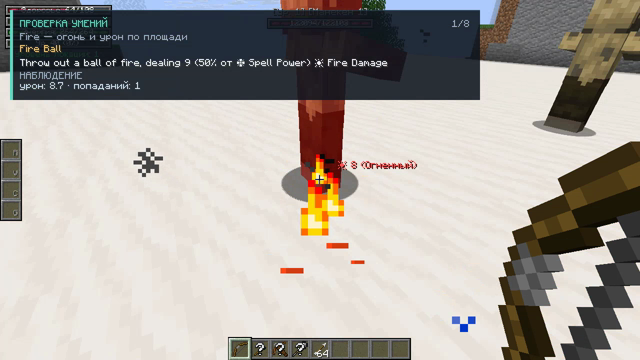 ПРОВЕРКА УМЕНИЙ 1/8
Fire — огонь и урон по площади
Fire Ball
Throw out a ball of fire, dealing 9 (50% от ✤ Spell Power) ☀ Fire Damage
НАБЛЮДЕНИЕ
урон: 8.7 · попаданий: 1
8 (Огненный)
64